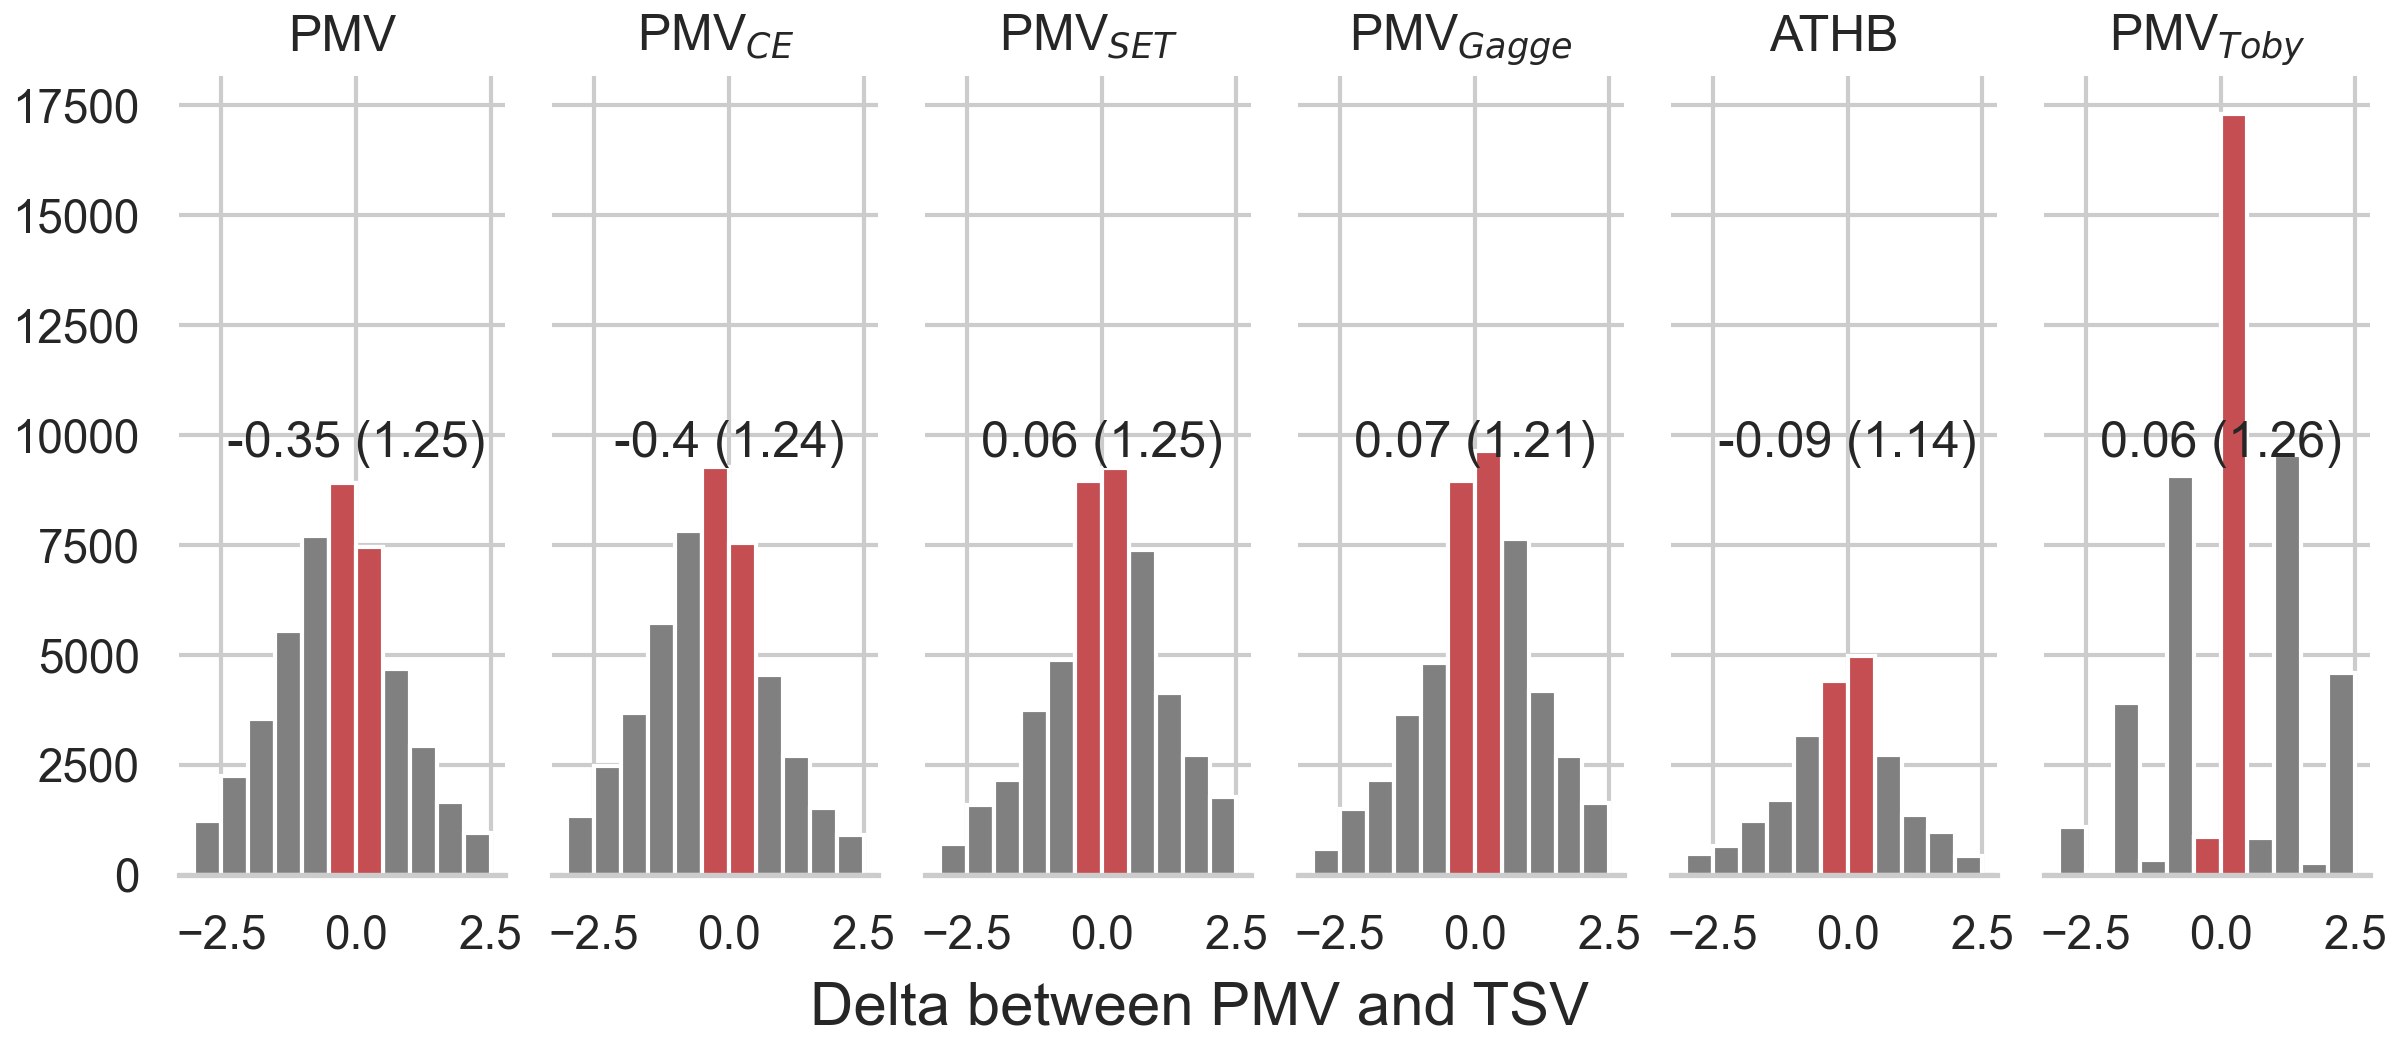 PMV PMV_CE PMV_SET PMV_Gagge ATHB PMV_Toby
17500
15000
12500
10000
-0.35 (1.25) -0.4 (1.24) 0.06 (1.25) 0.07 (1.21) -0.09 (1.14) 0.06 (1.26)
7500
5000
2500
0
−2.5 0.0 2.5 −2.5 0.0 2.5 −2.5 0.0 2.5 −2.5 0.0 2.5 −2.5 0.0 2.5 −2.5 0.0 2.5
Delta between PMV and TSV